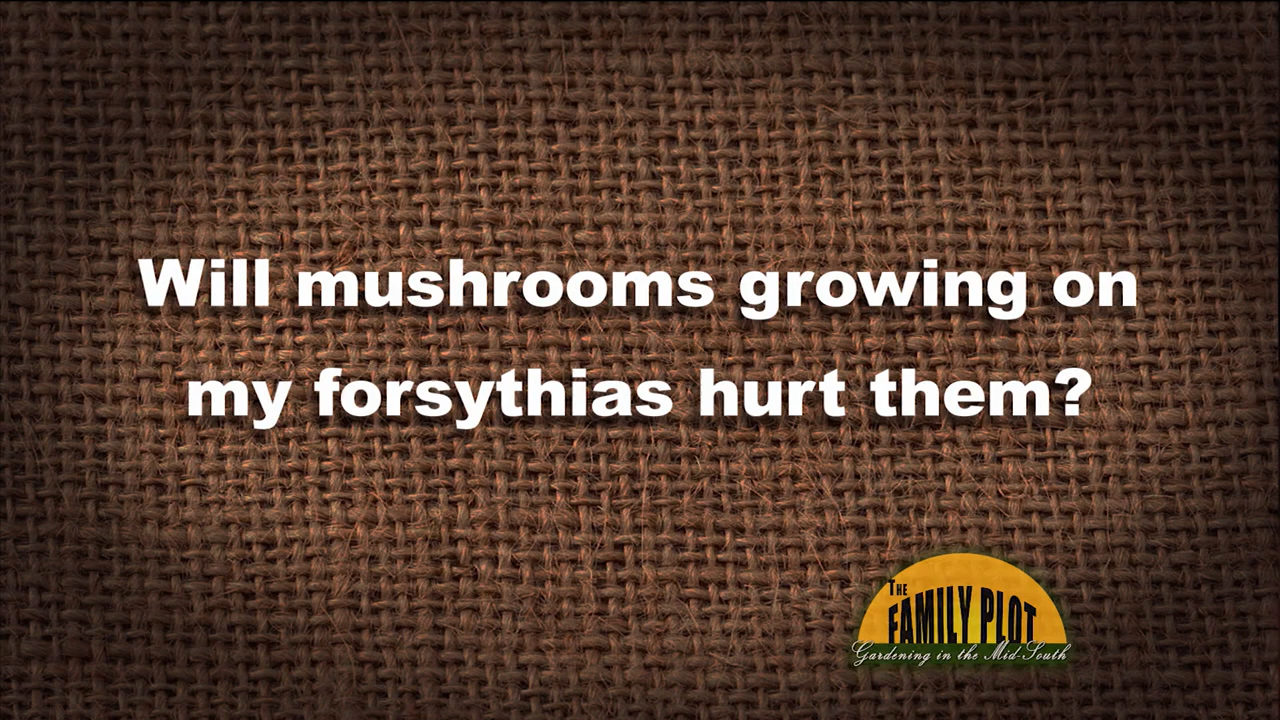 Will mushrooms growing on
my forsythias hurt them?
THE
FAMILY PLOT
Gardening in the Mid-South